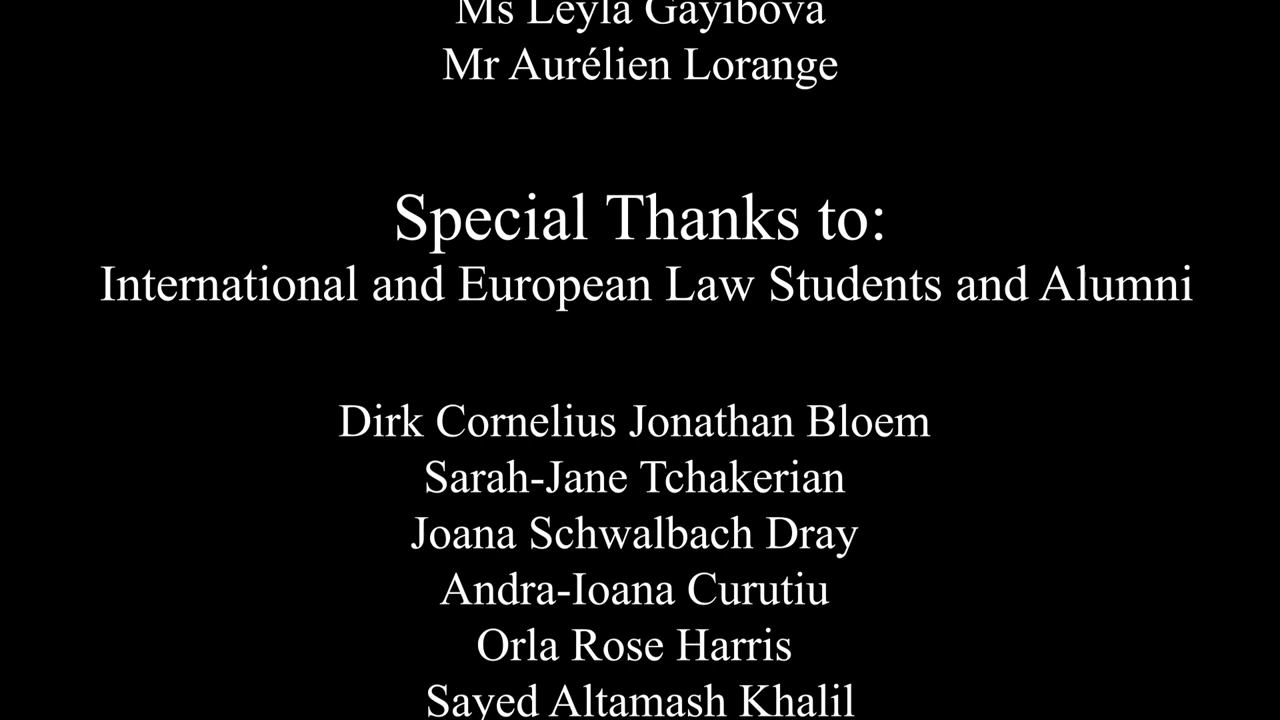 Ms Leyla Gayibova
Mr Aurélien Lorange
Special Thanks to:
International and European Law Students and Alumni
Dirk Cornelius Jonathan Bloem
Sarah-Jane Tchakerian
Joana Schwalbach Dray
Andra-Ioana Curutiu
Orla Rose Harris
Sayed Altamash Khalil